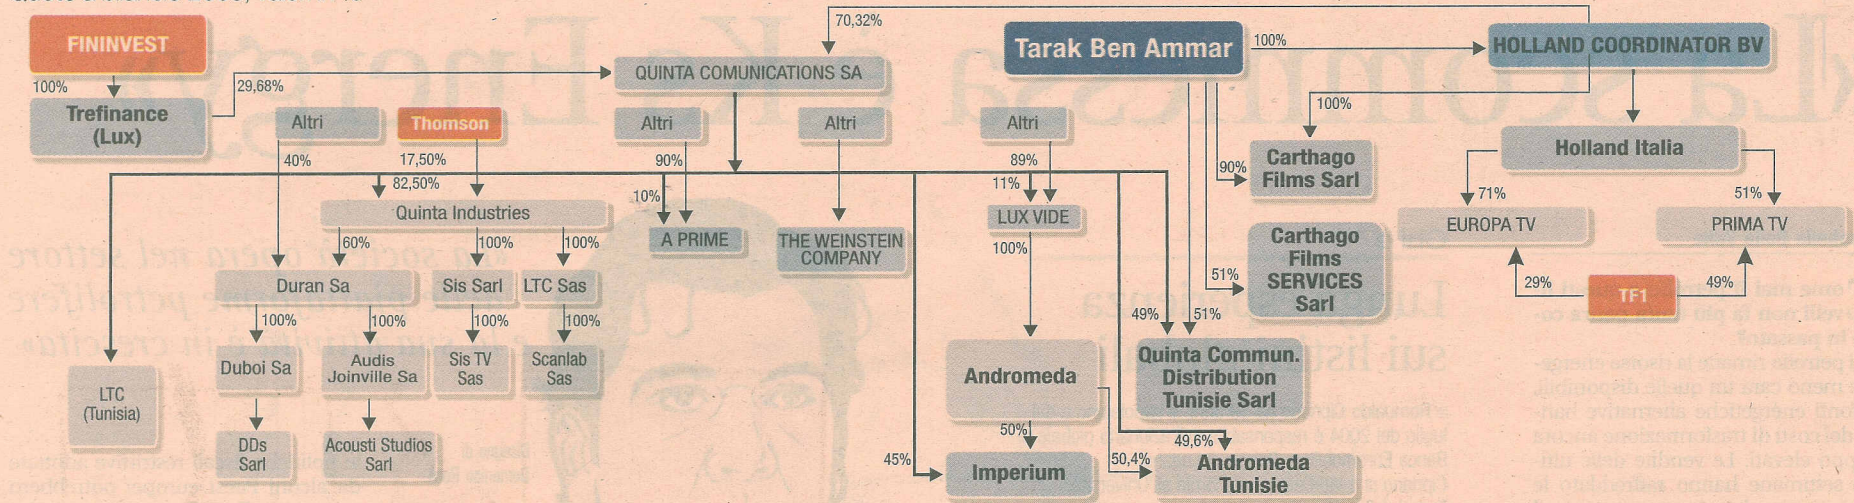 70,32%
FININVEST
Tarak Ben Ammar
100%
HOLLAND COORDINATOR BV
100%
29,68%
QUINTA COMUNICATIONS SA
Trefinance
(Lux)
Altri
Thomson
Altri
Altri
Altri
100%
Holland Italia
40%
17,50%
90%
89%
90%
Carthago
Films Sarl
82,50%
10%
11%
71%
51%
Quinta Industries
LUX VIDE
EUROPA TV
PRIMA TV
60%
100%
100%
A PRIME
THE WEINSTEIN
COMPANY
100%
Carthago
Films
SERVICES
Sarl
51%
Duran Sa
Sis Sarl
LTC Sas
29%
TF1
49%
100%
100%
100%
100%
49%
51%
Duboi Sa
Audis
Joinville Sa
Sis TV
Sas
Scanlab
Sas
LTC
(Tunisia)
Andromeda
Quinta Commun.
Distribution
Tunisie Sarl
DDs
Sarl
Acousti Studios
Sarl
50%
49,6%
45%
Imperium
50,4%
Andromeda
Tunisie